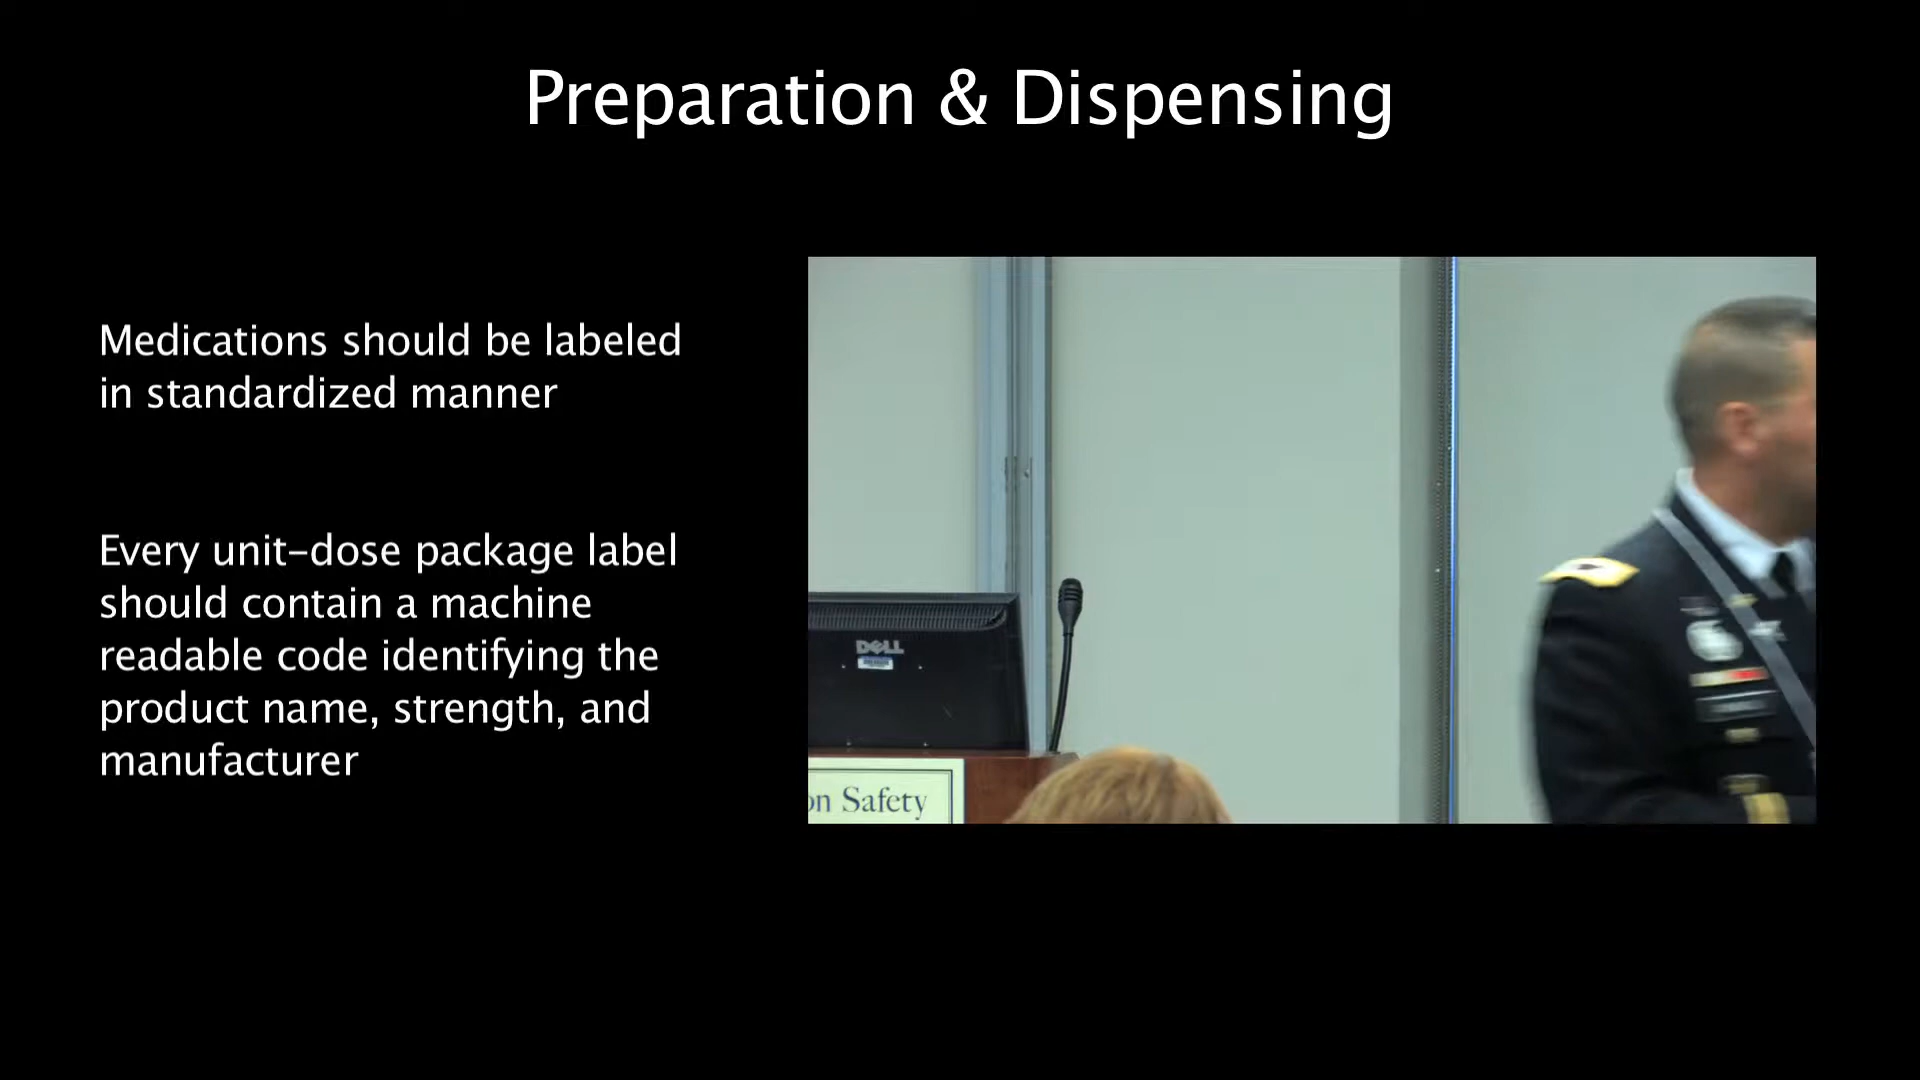 Preparation & Dispensing
Medications should be labeled
in standardized manner
Every unit-dose package label
should contain a machine
readable code identifying the
product name, strength, and
manufacturer
DELL
on Safety